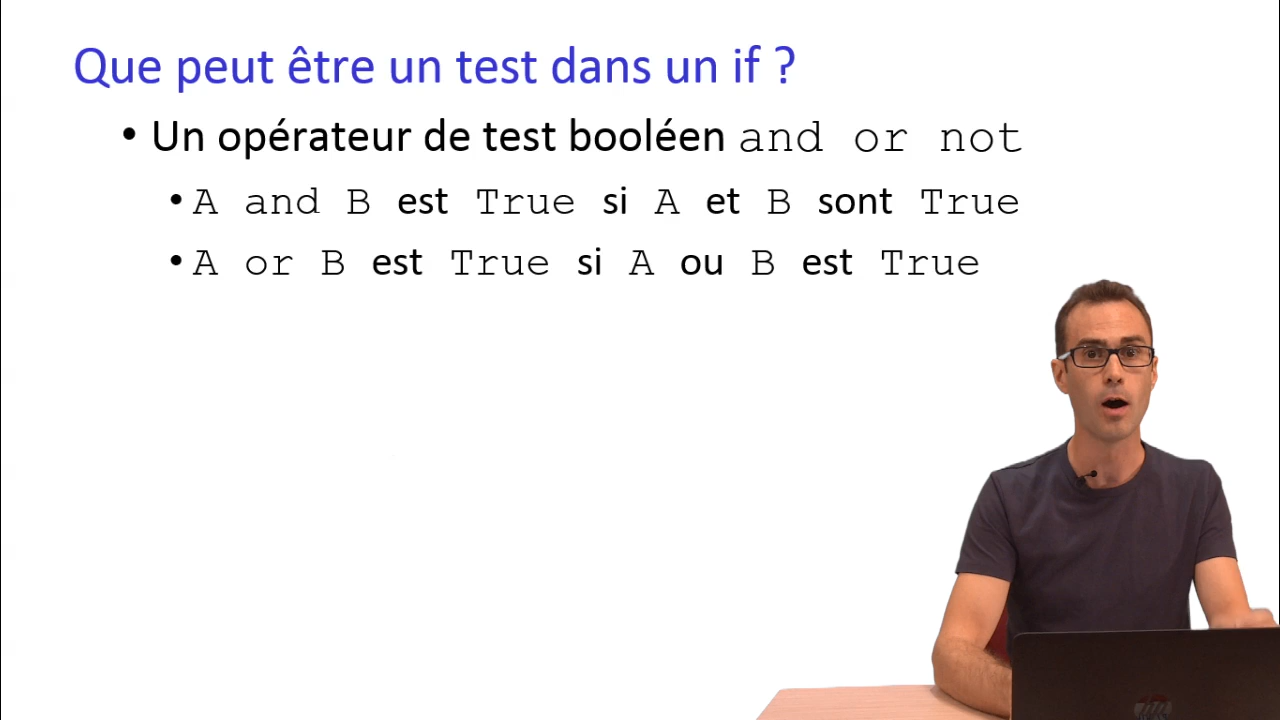 Que peut être un test dans un if ?
• Un opérateur de test booléen and or not
• A and B est True si A et B sont True
• A or B est True si A ou B est True